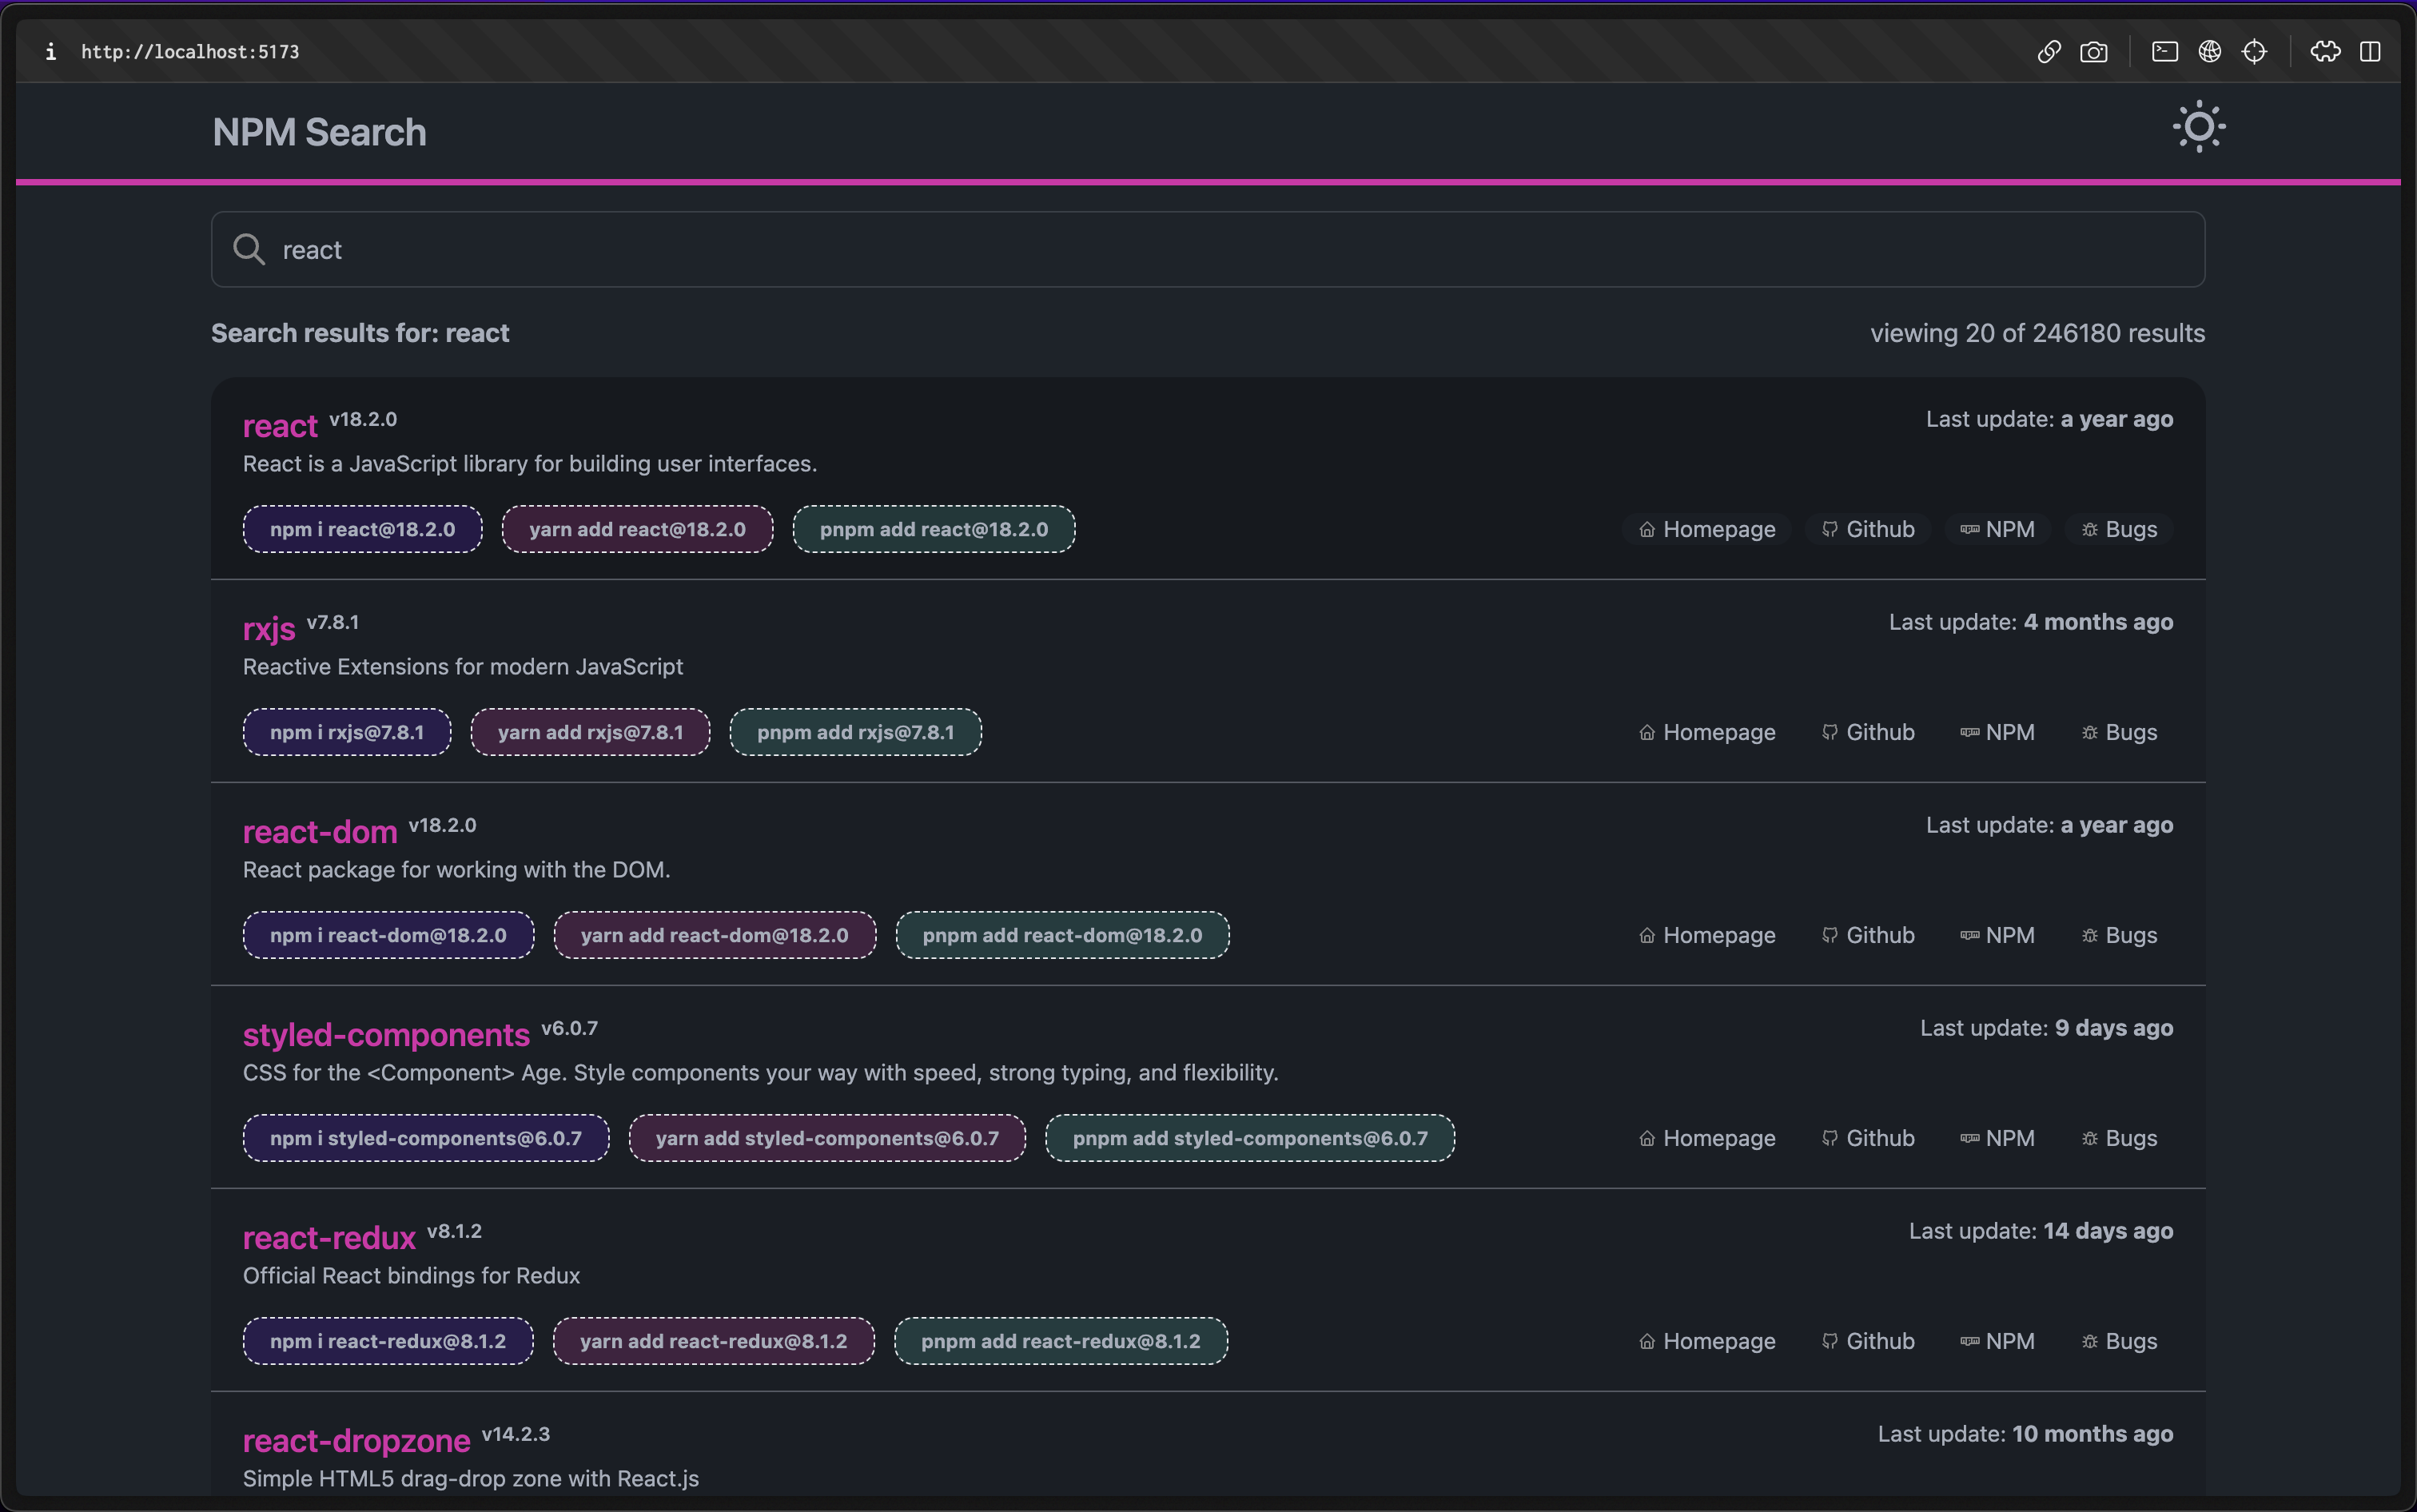 i http://localhost:5173
NPM Search
react
Search results for: react viewing 20 of 246180 results
react v18.2.0 Last update: a year ago
React is a JavaScript library for building user interfaces.
npm i react@18.2.0 yarn add react@18.2.0 pnpm add react@18.2.0 Homepage Github NPM Bugs
rxjs v7.8.1 Last update: 4 months ago
Reactive Extensions for modern JavaScript
npm i rxjs@7.8.1 yarn add rxjs@7.8.1 pnpm add rxjs@7.8.1 Homepage Github NPM Bugs
react-dom v18.2.0 Last update: a year ago
React package for working with the DOM.
npm i react-dom@18.2.0 yarn add react-dom@18.2.0 pnpm add react-dom@18.2.0 Homepage Github NPM Bugs
styled-components v6.0.7 Last update: 9 days ago
CSS for the <Component> Age. Style components your way with speed, strong typing, and flexibility.
npm i styled-components@6.0.7 yarn add styled-components@6.0.7 pnpm add styled-components@6.0.7 Homepage Github NPM Bugs
react-redux v8.1.2 Last update: 14 days ago
Official React bindings for Redux
npm i react-redux@8.1.2 yarn add react-redux@8.1.2 pnpm add react-redux@8.1.2 Homepage Github NPM Bugs
react-dropzone v14.2.3 Last update: 10 months ago
Simple HTML5 drag-drop zone with React.js